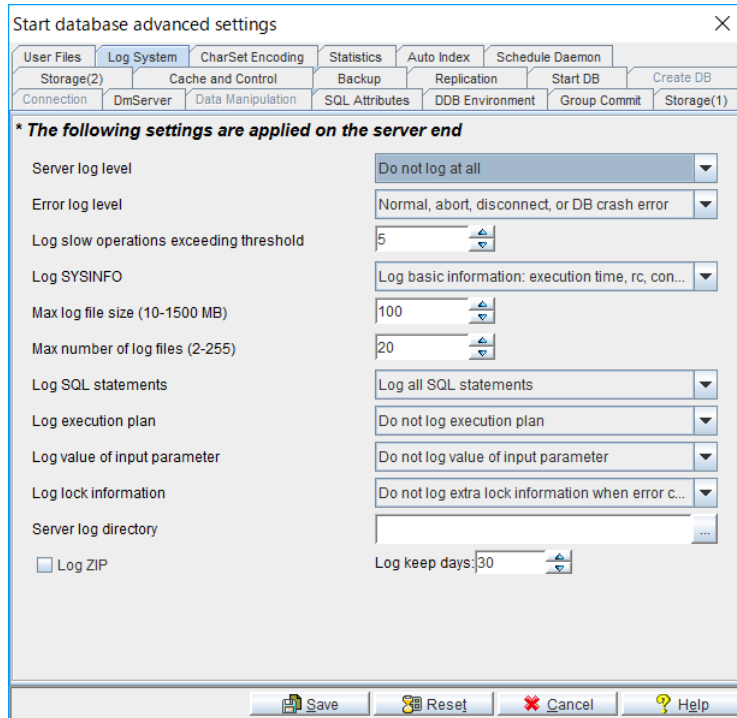 Start database advanced settings
User Files Log System CharSet Encoding Statistics Auto Index Schedule Daemon
Storage(2) Cache and Control Backup Replication Start DB Create DB
Connection DmServer Data Manipulation SQL Attributes DDB Environment Group Commit Storage(1)
* The following settings are applied on the server end
Server log level Do not log at all
Error log level Normal, abort, disconnect, or DB crash error
Log slow operations exceeding threshold 5
Log SYSINFO Log basic information: execution time, rc, con...
Max log file size (10-1500 MB) 100
Max number of log files (2-255) 20
Log SQL statements Log all SQL statements
Log execution plan Do not log execution plan
Log value of input parameter Do not log value of input parameter
Log lock information Do not log extra lock information when error c...
Server log directory ...
Log ZIP Log keep days: 30
Save Reset Cancel Help